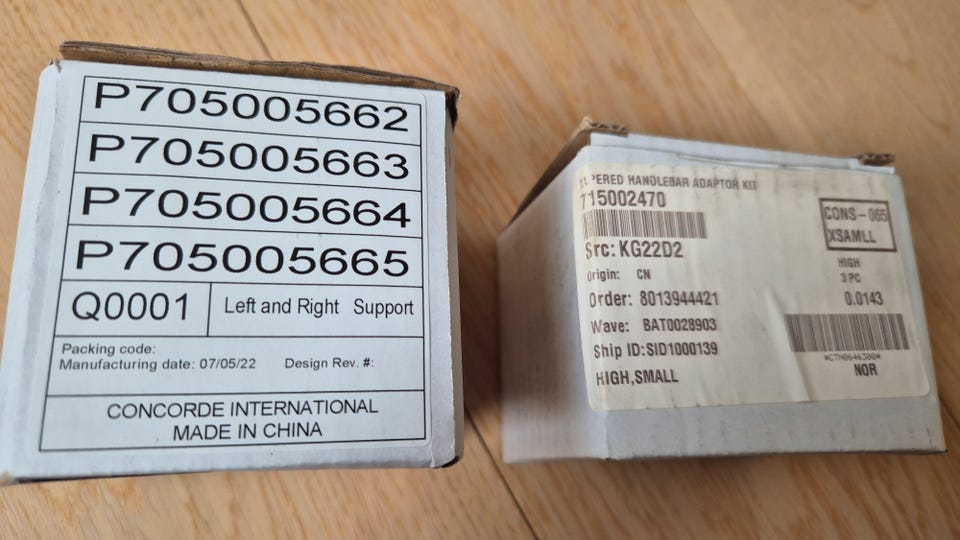 P705005662
P705005663
P705005664
P705005665
Q0001 Left and Right Support
Packing code:
Manufacturing date: 07/05/22 Design Rev. #:
CONCORDE INTERNATIONAL
MADE IN CHINA
TAPERED HANDLEBAR ADAPTOR KIT
715002470
CONS-065
XSAMLL
Src: KG22D2
HIGH
Origin: CN
3 PC
Order: 8013944421
0.0143
Wave: BAT0028903
Ship ID:SID1000139
*CTN0646300*
HIGH,SMALL
NOR